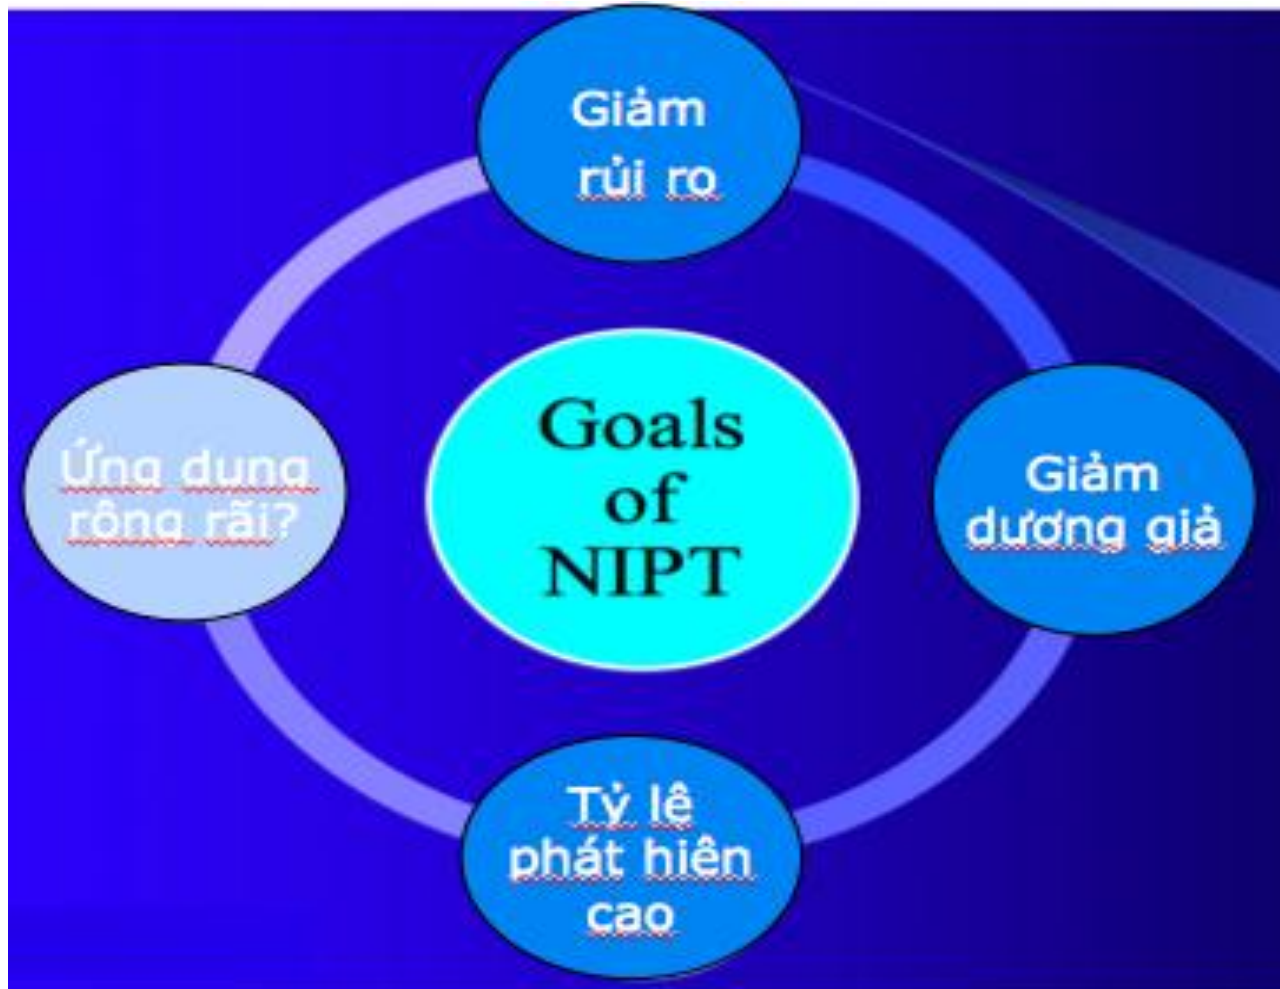 Giảm
rủi ro
Goals
of
NIPT
Giảm
dương giả
Tỷ lệ
phát hiện
cao
Ứng dụng
rộng rãi?